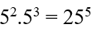 5².5³ = 25⁵